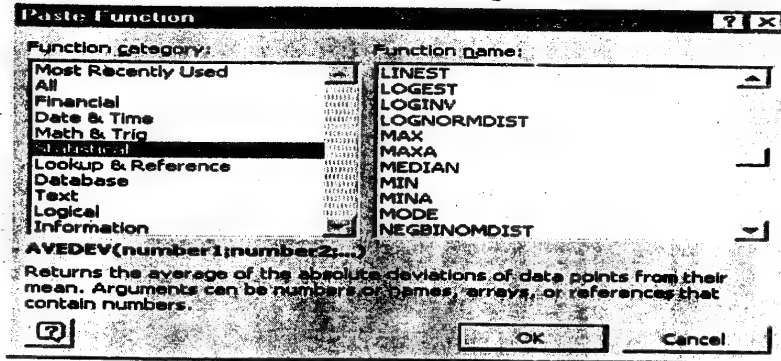 Paste Function
Function category:
Most Recently Used
All
Financial
Date & Time
Math & Trig
Statistical
Lookup & Reference
Database
Text
Logical
Information
Function name:
LINEST
LOGEST
LOGINV
LOGNORMDIST
MAX
MAXA
MEDIAN
MIN
MINA
MODE
NEGBINOMDIST
AVEDEV(number1;number2;...)
Returns the average of the absolute deviations of data points from their
mean. Arguments can be numbers or names, arrays, or references that
contain numbers.
OK
Cancel